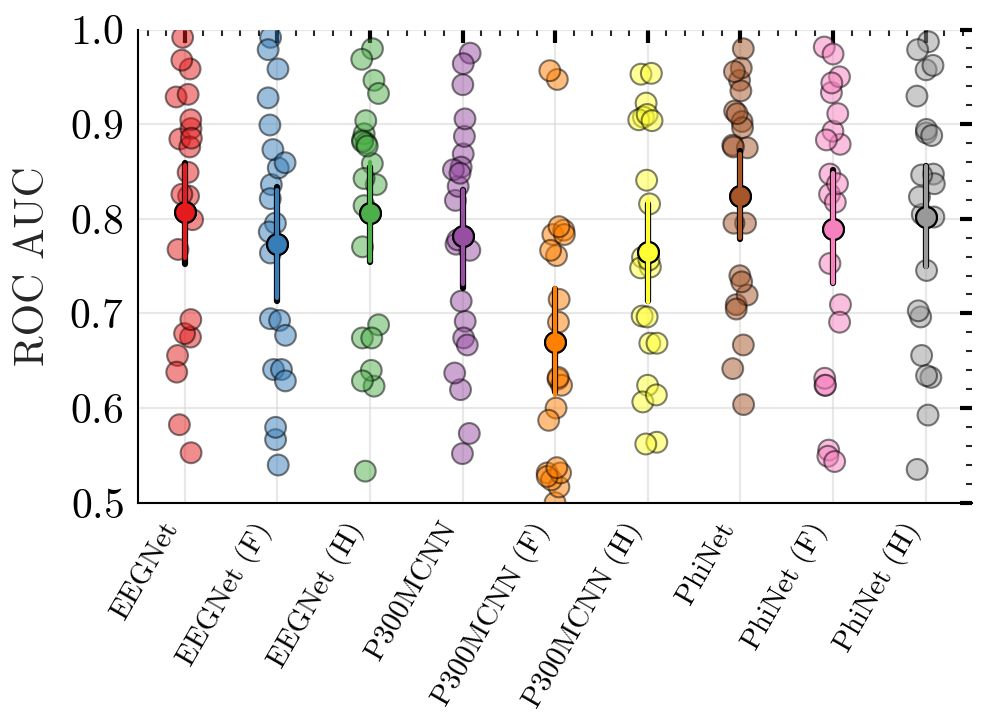 1.0
0.9
0.8
0.7
0.6
0.5
ROC AUC
EEGNet
EEGNet (F)
EEGNet (H)
P300MCNN
P300MCNN (F)
P300MCNN (H)
PhiNet
PhiNet (F)
PhiNet (H)